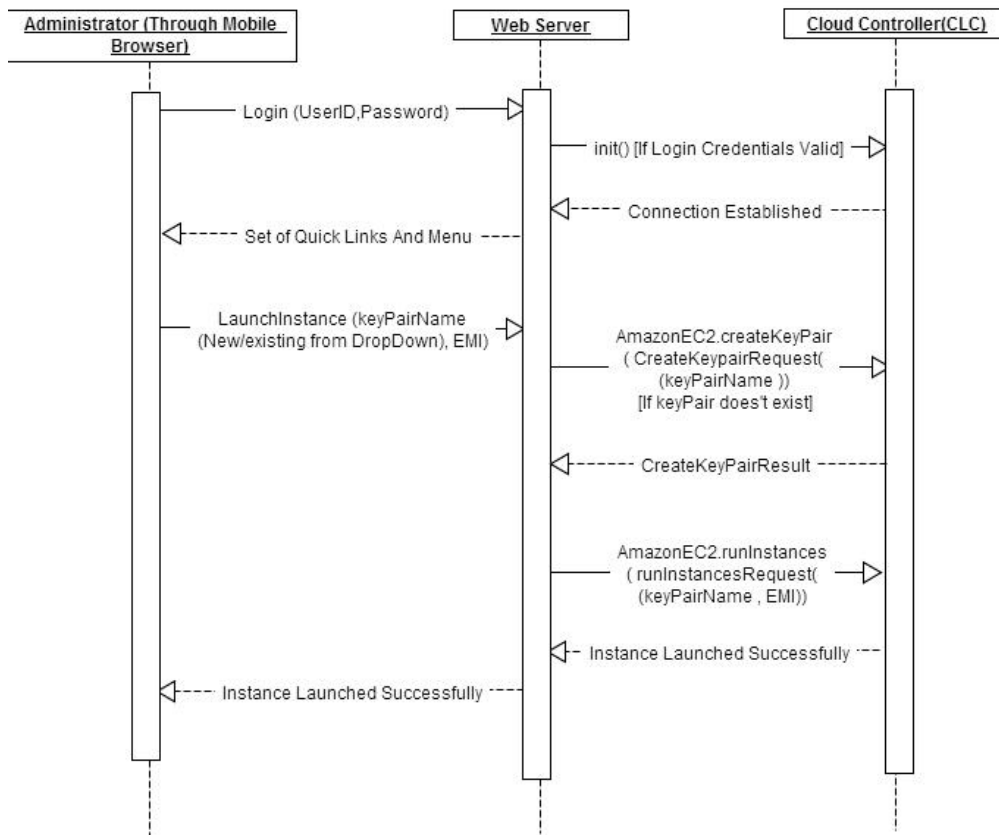 Administrator (Through Mobile
Browser)
Web Server
Cloud Controller(CLC)
Login (UserID,Password)
init() [If Login Credentials Valid]
Connection Established
Set of Quick Links And Menu
LaunchInstance (keyPairName
(New/existing from DropDown), EMI)
AmazonEC2.createKeyPair
( CreateKeypairRequest(
(keyPairName ))
[If keyPair does't exist]
CreateKeyPairResult
AmazonEC2.runInstances
( runInstancesRequest(
(keyPairName , EMI))
Instance Launched Successfully
Instance Launched Successfully